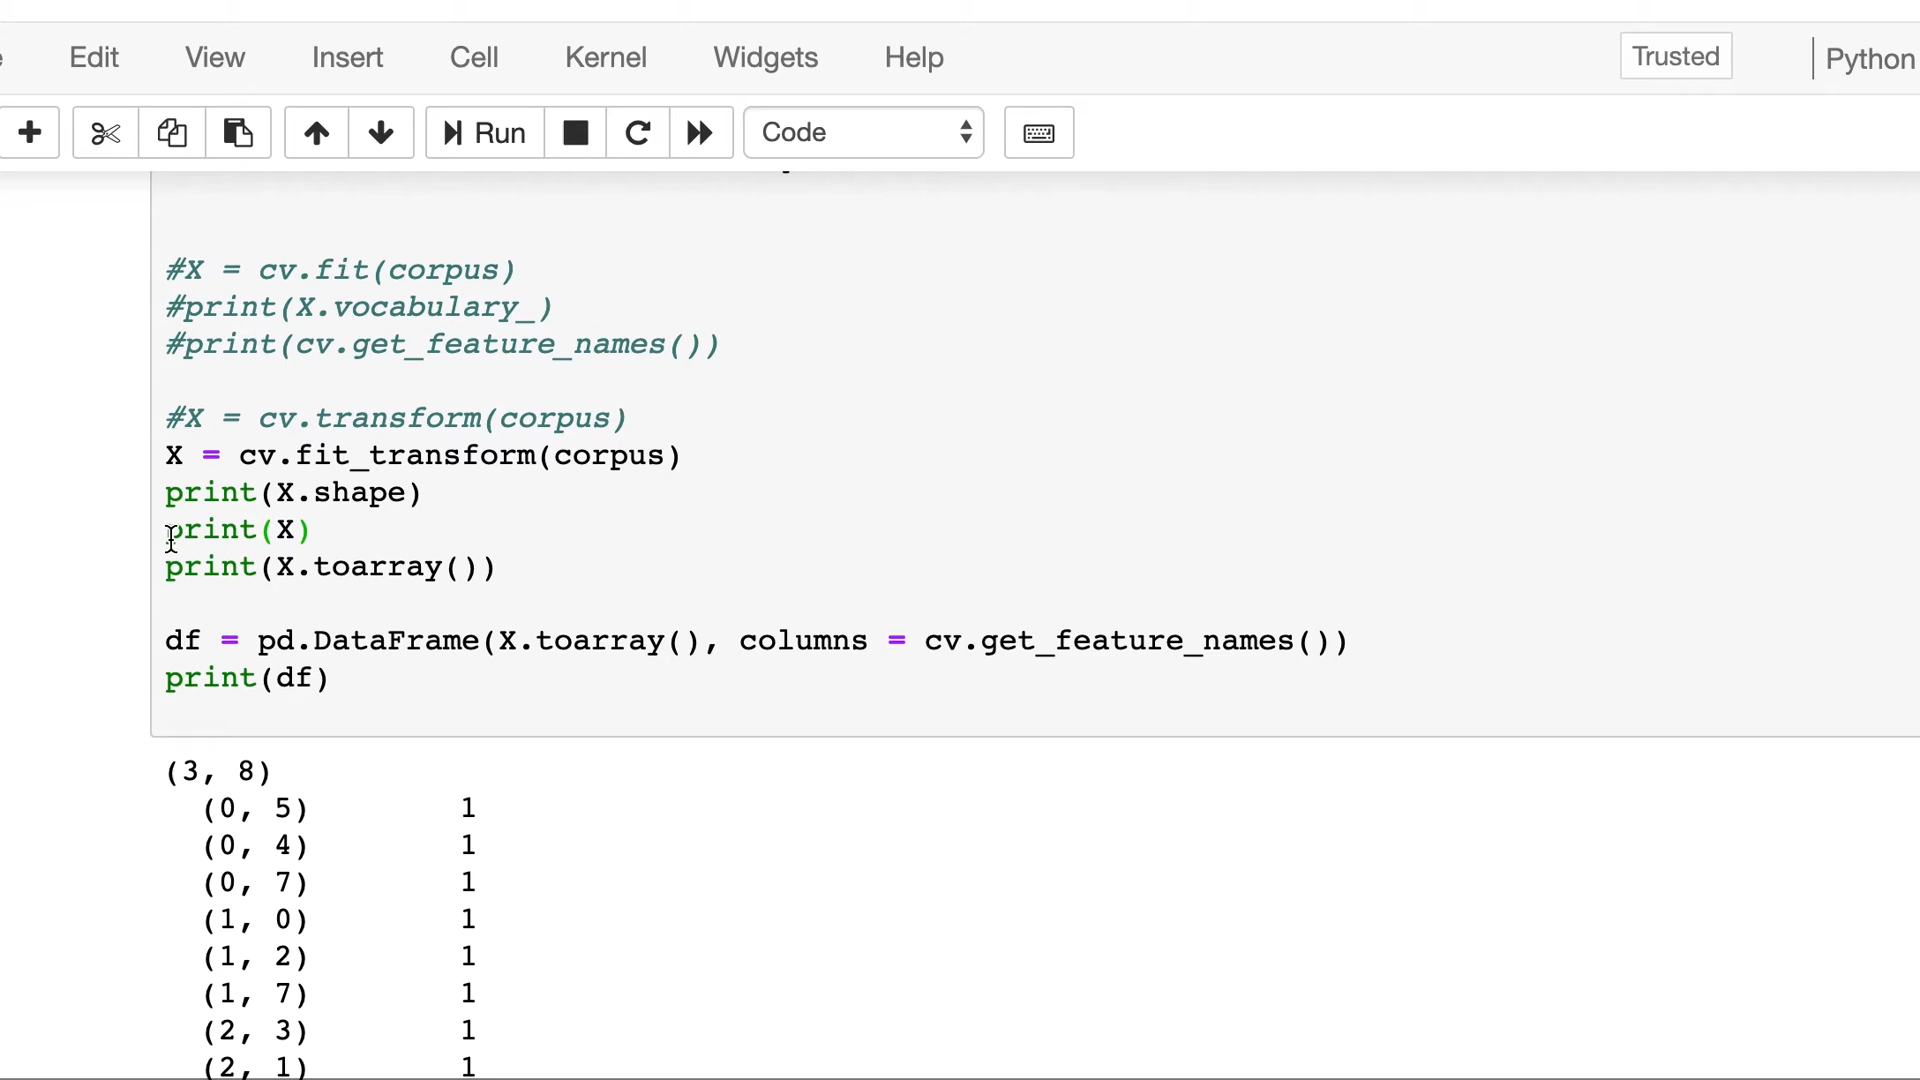 Edit View Insert Cell Kernel Widgets Help Trusted Python
Run Code
#X = cv.fit(corpus)
#print(X.vocabulary_)
#print(cv.get_feature_names())
#X = cv.transform(corpus)
X = cv.fit_transform(corpus)
print(X.shape)
print(X)
print(X.toarray())
df = pd.DataFrame(X.toarray(), columns = cv.get_feature_names())
print(df)
(3, 8)
(0, 5) 1
(0, 4) 1
(0, 7) 1
(1, 0) 1
(1, 2) 1
(1, 7) 1
(2, 3) 1
(2, 1) 1